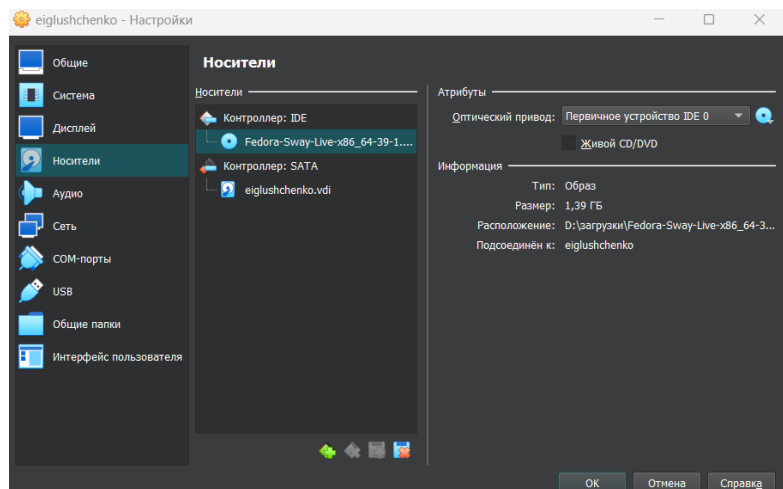 eiglushchenko - Настройки
Общие
Система
Дисплей
Носители
Аудио
Сеть
COM-порты
USB
Общие папки
Интерфейс пользователя
Носители
Носители
Контроллер: IDE
Fedora-Sway-Live-x86_64-39-1....
Контроллер: SATA
eiglushchenko.vdi
Атрибуты
Оптический привод: Первичное устройство IDE 0
Живой CD/DVD
Информация
Тип: Образ
Размер: 1,39 ГБ
Расположение: D:\загрузки\Fedora-Sway-Live-x86_64-3...
Подсоединён к: eiglushchenko
OK Отмена Справка